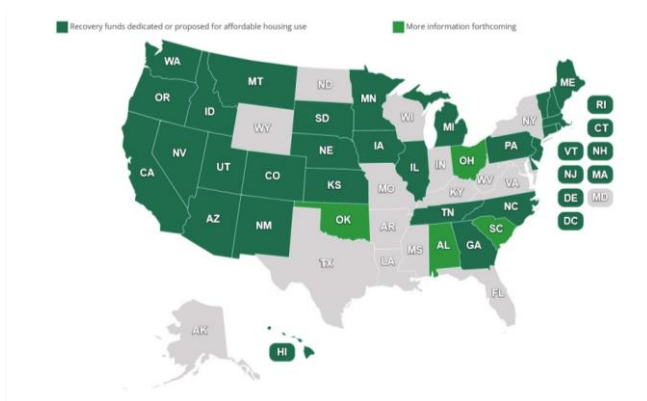 Recovery funds dedicated or proposed for affordable housing use
More information forthcoming
WA
MT
ND
MN
ME
OR
ID
SD
WI
NY
RI
WY
MI
CT
NV
NE
IA
PA
VT
NH
CA
UT
CO
IL
IN
OH
NJ
MA
KS
MO
WV
VA
KY
DE
MD
AZ
NM
OK
AR
TN
NC
DC
TX
LA
MS
AL
GA
SC
FL
AK
HI